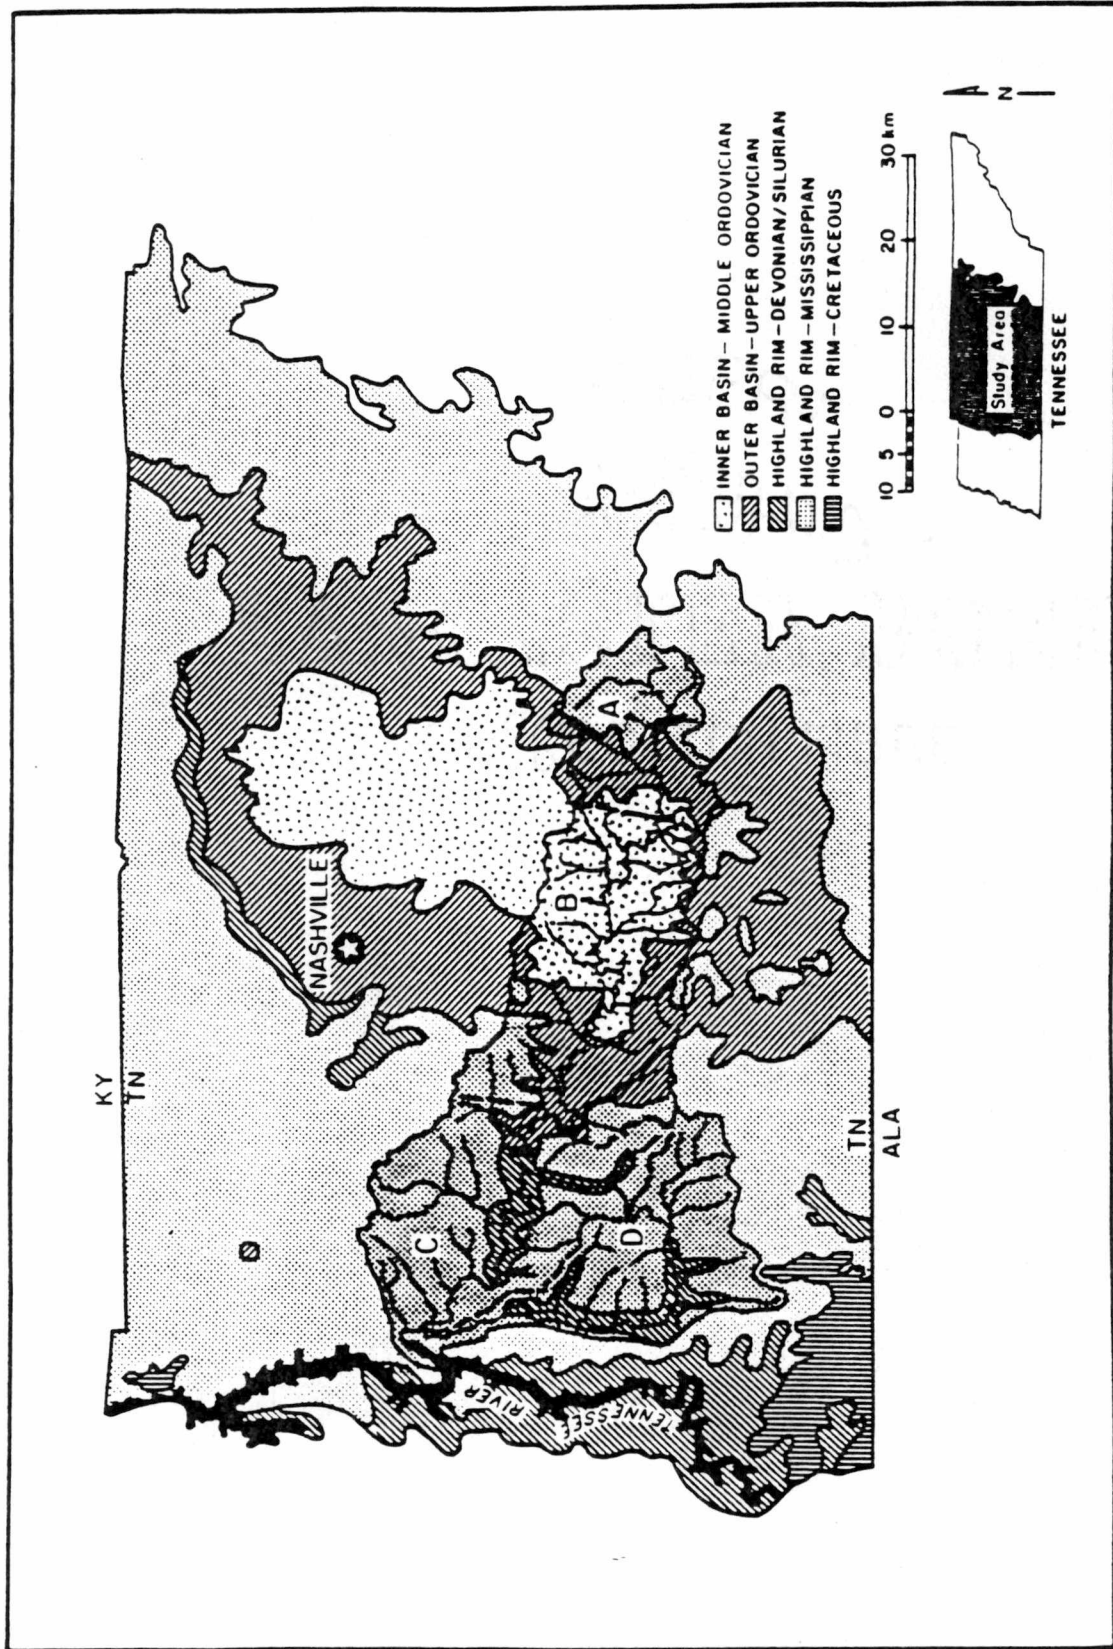 KY
TN
NASHVILLE
A
B
C
D
TENNESSEE
RIVER
TN
ALA
INNER BASIN–MIDDLE ORDOVICIAN
OUTER BASIN–UPPER ORDOVICIAN
HIGHLAND RIM–DEVONIAN/SILURIAN
HIGHLAND RIM–MISSISSIPPIAN
HIGHLAND RIM–CRETACEOUS
10 5 0 10 20 30 km
N
Study Area
TENNESSEE